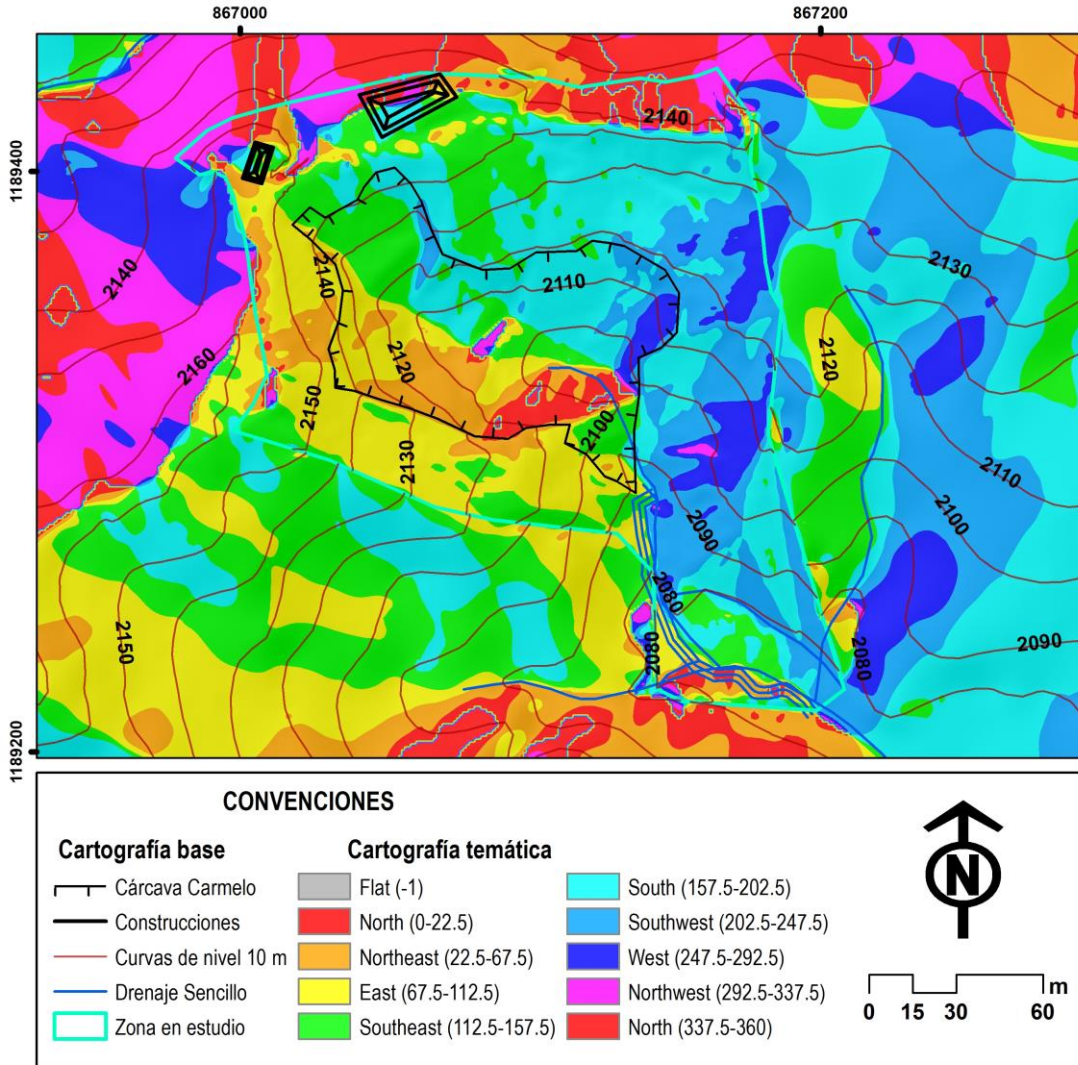 867000
867200
1189400
1189200
2140
2140
2140
2130
2110
2160
2120
2120
2150
2130
2100
2110
2100
2090
2080
2080
2080
2150
2090
CONVENCIONES
Cartografía base
Cárcava Carmelo
Construcciones
Curvas de nivel 10 m
Drenaje Sencillo
Zona en estudio
Cartografía temática
Flat (-1)
North (0-22.5)
Northeast (22.5-67.5)
East (67.5-112.5)
Southeast (112.5-157.5)
South (157.5-202.5)
Southwest (202.5-247.5)
West (247.5-292.5)
Northwest (292.5-337.5)
North (337.5-360)
N
m
0 15 30 60